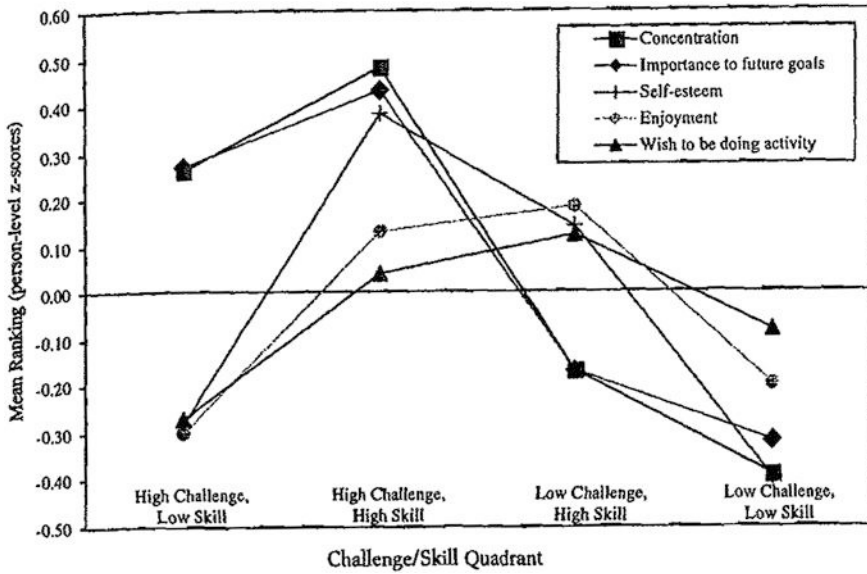 0.60
0.50
0.40
0.30
0.20
0.10
0.00
-0.10
-0.20
-0.30
-0.40
-0.50
Mean Ranking (person-level z-scores)
Concentration
Importance to future goals
Self-esteem
Enjoyment
Wish to be doing activity
High Challenge,
Low Skill
High Challenge,
High Skill
Low Challenge,
High Skill
Low Challenge,
Low Skill
Challenge/Skill Quadrant